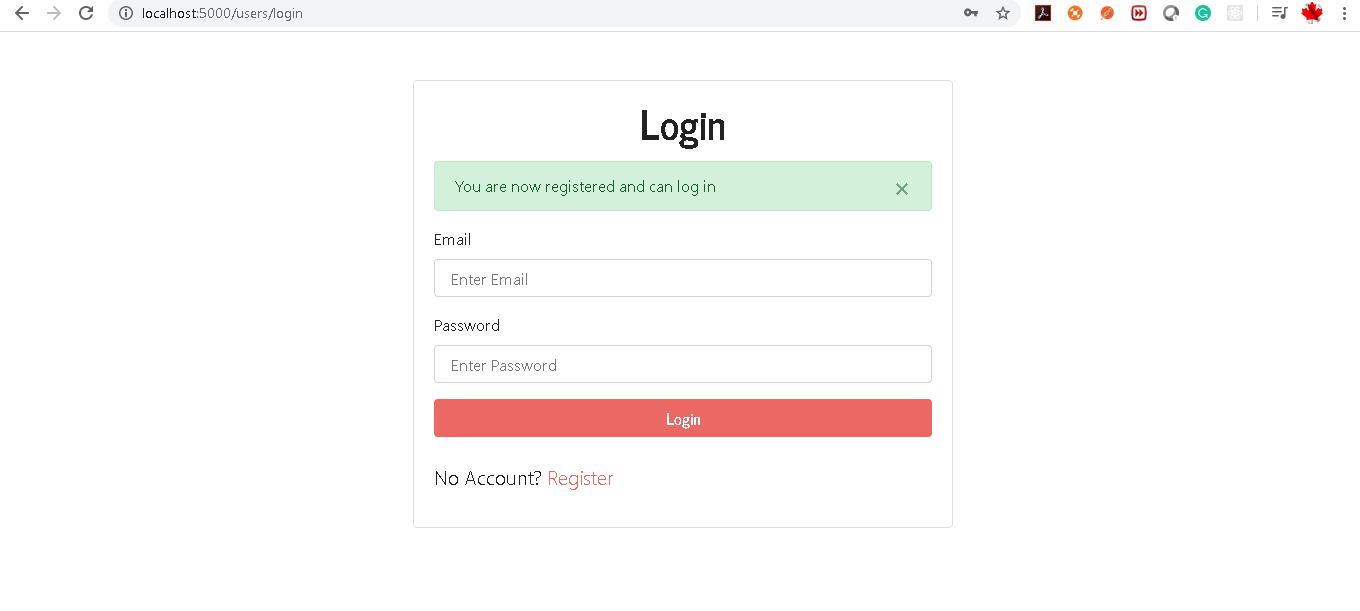 localhost:5000/users/login
Login
You are now registered and can log in ×
Email
Enter Email
Password
Enter Password
Login
No Account? Register